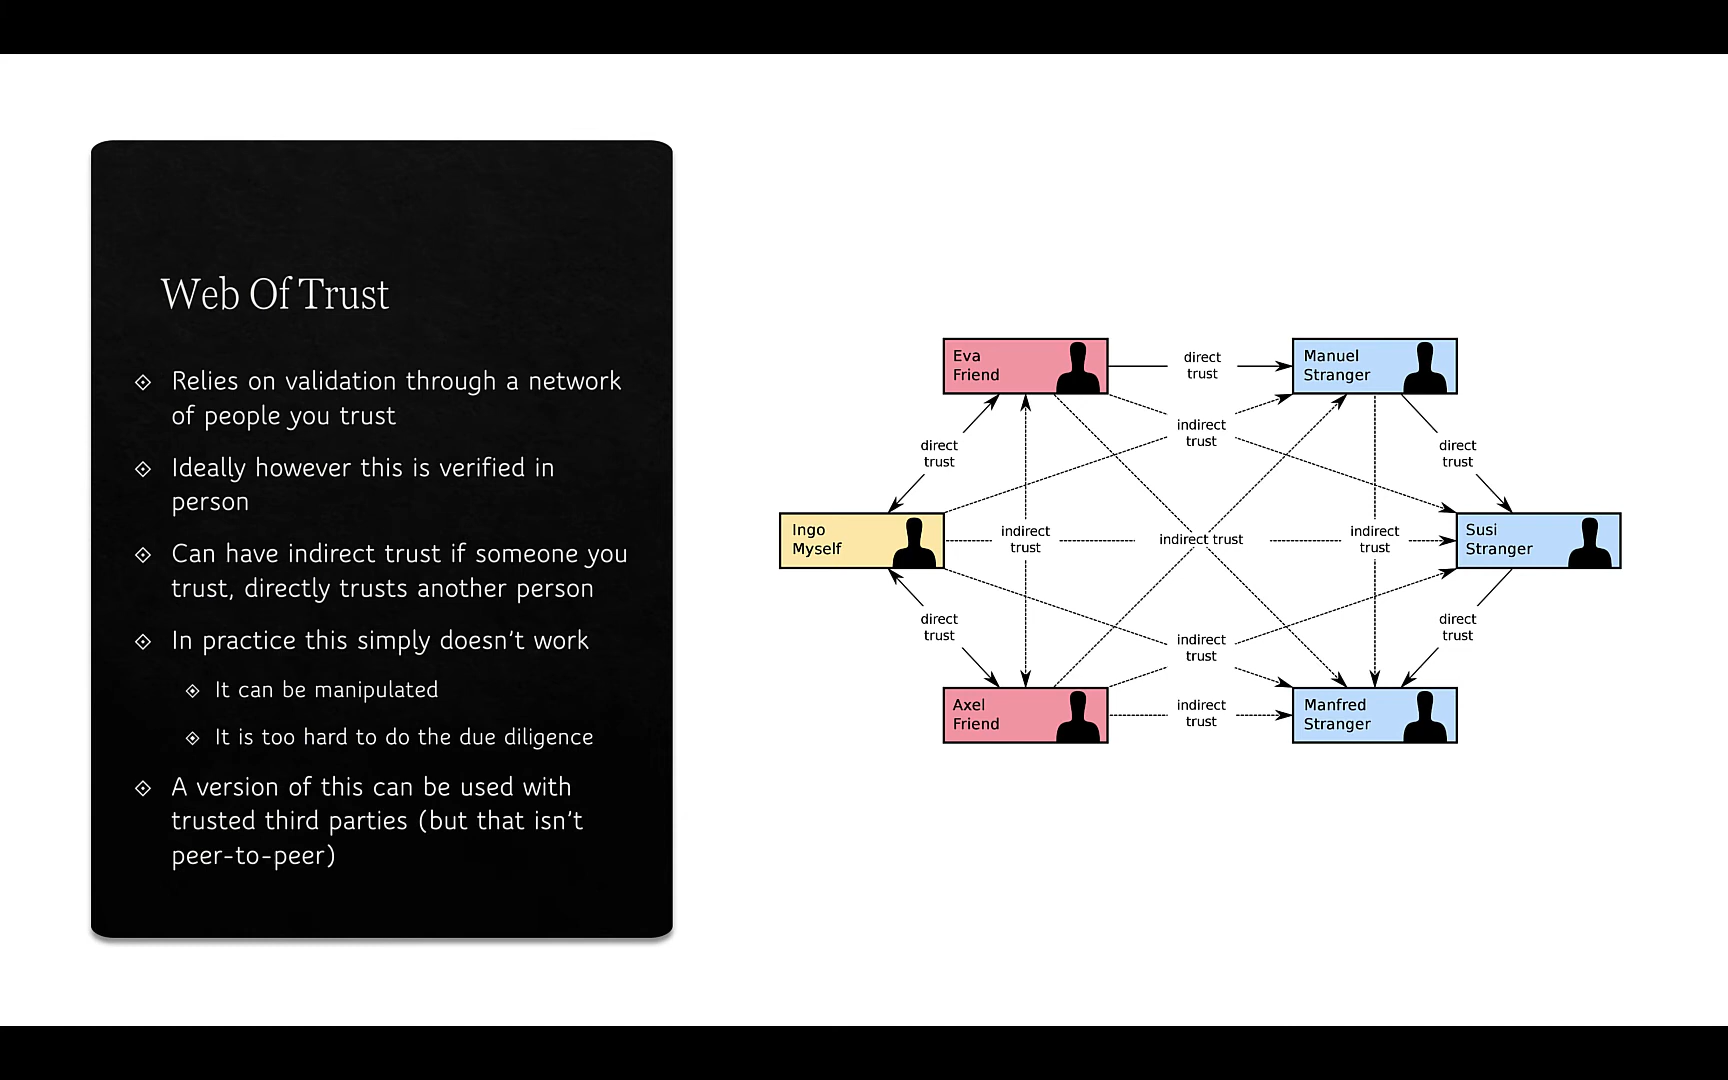 Web Of Trust
Relies on validation through a network
of people you trust
Ideally however this is verified in
person
Can have indirect trust if someone you
trust, directly trusts another person
In practice this simply doesn't work
It can be manipulated
It is too hard to do the due diligence
A version of this can be used with
trusted third parties (but that isn't
peer-to-peer)
Eva
Friend
direct
trust
Manuel
Stranger
indirect
trust
direct
trust
direct
trust
Ingo
Myself
indirect
trust
indirect trust
indirect
trust
Susi
Stranger
direct
trust
indirect
trust
direct
trust
Axel
Friend
indirect
trust
Manfred
Stranger